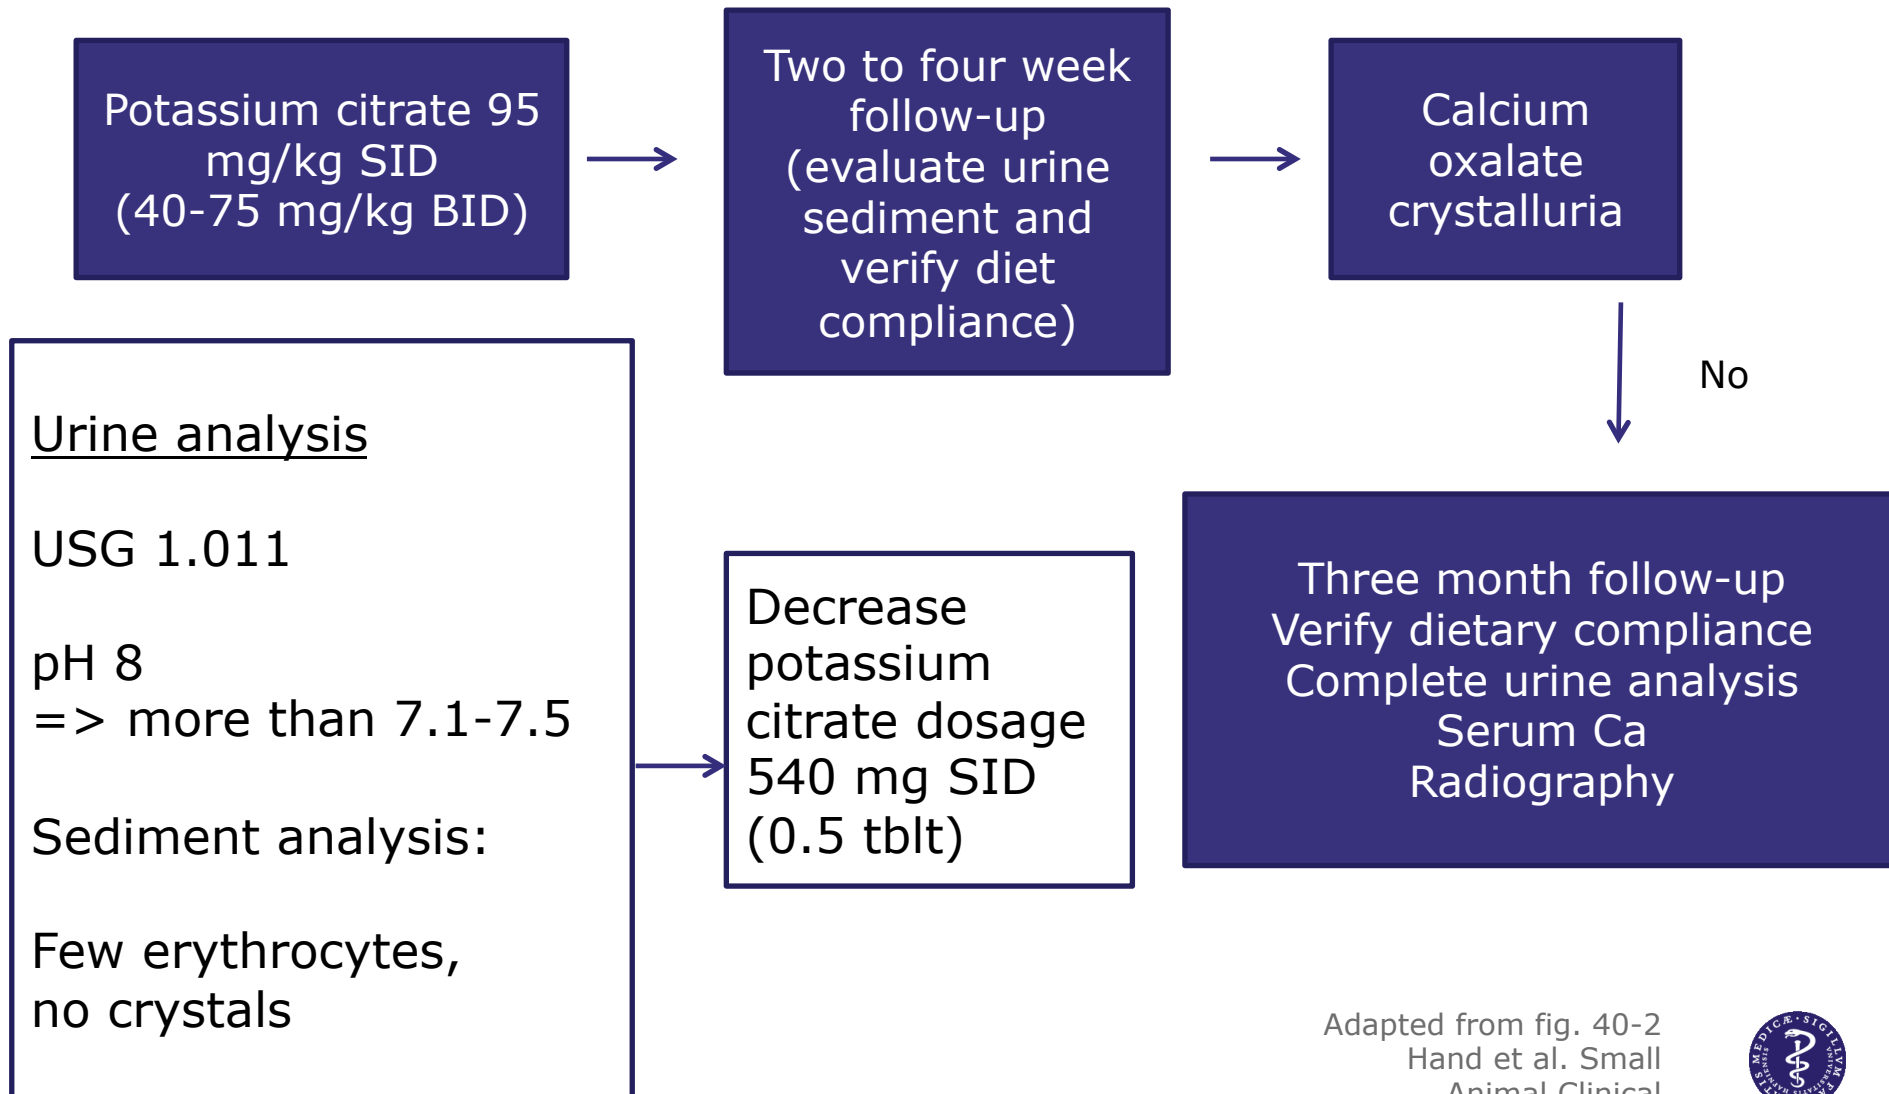 Potassium citrate 95
mg/kg SID
(40-75 mg/kg BID)
Two to four week
follow-up
(evaluate urine
sediment and
verify diet
compliance)
Calcium
oxalate
crystalluria
No
Urine analysis
USG 1.011
pH 8
=> more than 7.1-7.5
Sediment analysis:
Few erythrocytes,
no crystals
Decrease
potassium
citrate dosage
540 mg SID
(0.5 tblt)
Three month follow-up
Verify dietary compliance
Complete urine analysis
Serum Ca
Radiography
Adapted from fig. 40-2
Hand et al. Small
Animal Clinical